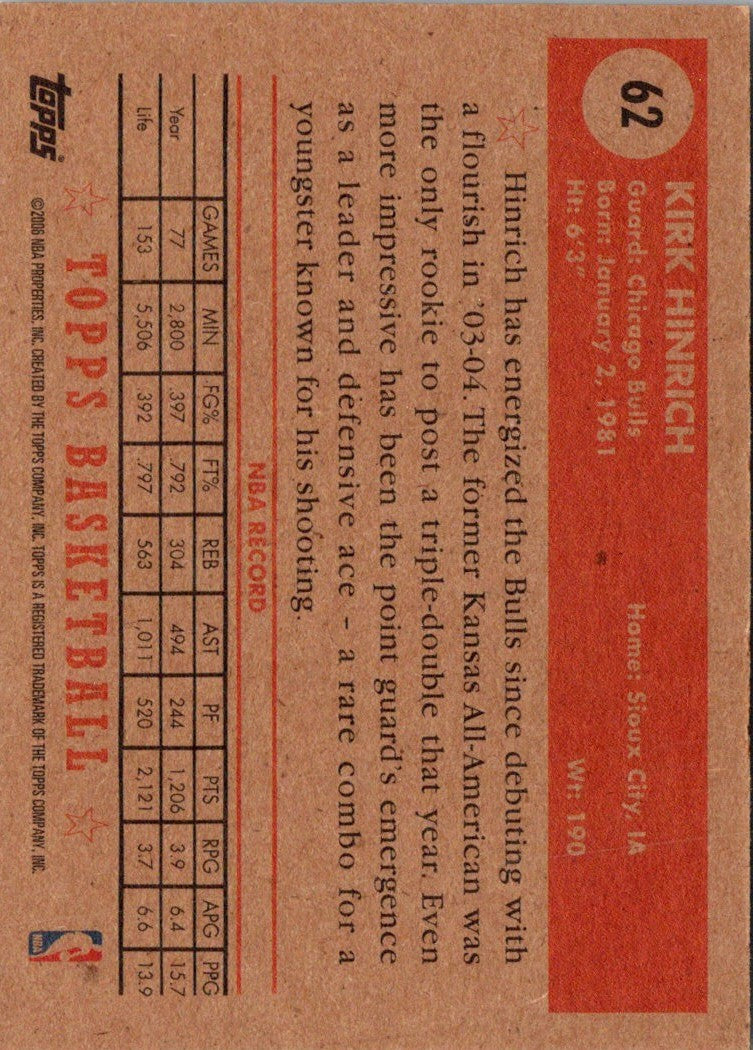 62
KIRK HINRICH
Guard: Chicago Bulls Home: Sioux City, IA
Born: January 2, 1981
Ht: 6'3" Wt: 190
Hinrich has energized the Bulls since debuting with
a flourish in '03-04. The former Kansas All-American was
the only rookie to post a triple-double that year. Even
more impressive has been the point guard's emergence
as a leader and defensive ace – a rare combo for a
youngster known for his shooting.
NBA RECORD
GAMES MIN FG% FT% REB AST PF PTS RPG APG PPG
Year 77 2,800 .397 .792 304 494 244 1,206 3.9 6.4 15.7
Life 153 5,506 .392 .797 563 1,011 520 2,121 3.7 6.6 13.9
TOPPS BASKETBALL
topps® ©2006 NBA PROPERTIES, INC. CREATED BY THE TOPPS COMPANY, INC. TOPPS IS A REGISTERED TRADEMARK OF THE TOPPS COMPANY, INC. NBA